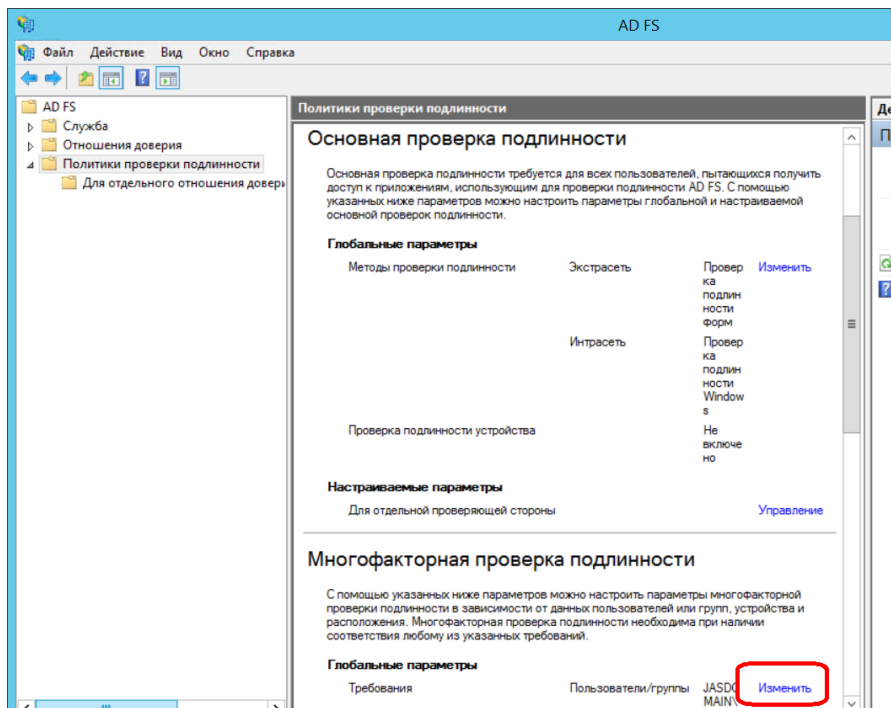 AD FS
Файл Действие Вид Окно Справка
AD FS
Служба
Отношения доверия
Политики проверки подлинности
Для отдельного отношения довери
Политики проверки подлинности
Основная проверка подлинности
Основная проверка подлинности требуется для всех пользователей, пытающихся получить
доступ к приложениям, использующим для проверки подлинности AD FS. С помощью
указанных ниже параметров можно настроить параметры глобальной и настраиваемой
основной проверок подлинности.
Глобальные параметры
Методы проверки подлинности Экстрасеть Провер Изменить
ка
подлин
ности
форм
Интрасеть Провер
ка
подлин
ности
Window
s
Проверка подлинности устройства Не
включе
но
Настраиваемые параметры
Для отдельной проверяющей стороны Управление
Многофакторная проверка подлинности
С помощью указанных ниже параметров можно настроить параметры многофакторной
проверки подлинности в зависимости от данных пользователей или групп, устройства и
расположения. Многофакторная проверка подлинности необходима при наличии
соответствия любому из указанных требований.
Глобальные параметры
Требования Пользователи/группы JASDO Изменить
MAIN\
Де
П